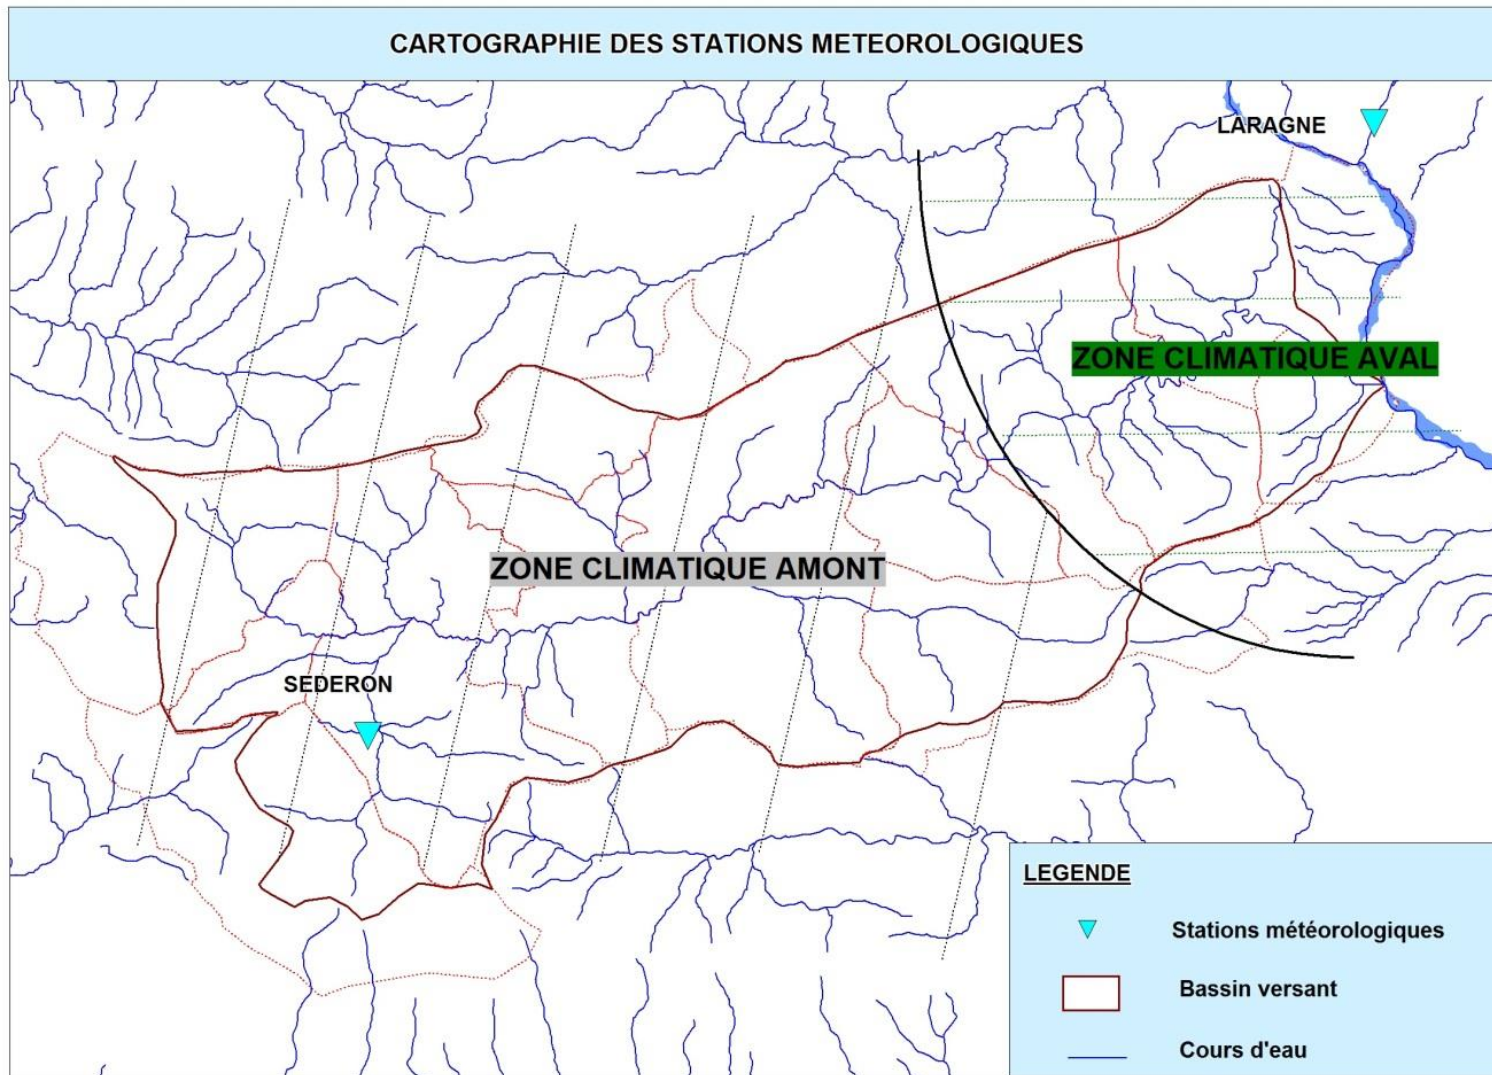 CARTOGRAPHIE DES STATIONS METEOROLOGIQUES
LARAGNE
ZONE CLIMATIQUE AVAL
ZONE CLIMATIQUE AMONT
SEDERON
LEGENDE
Stations météorologiques
Bassin versant
Cours d'eau